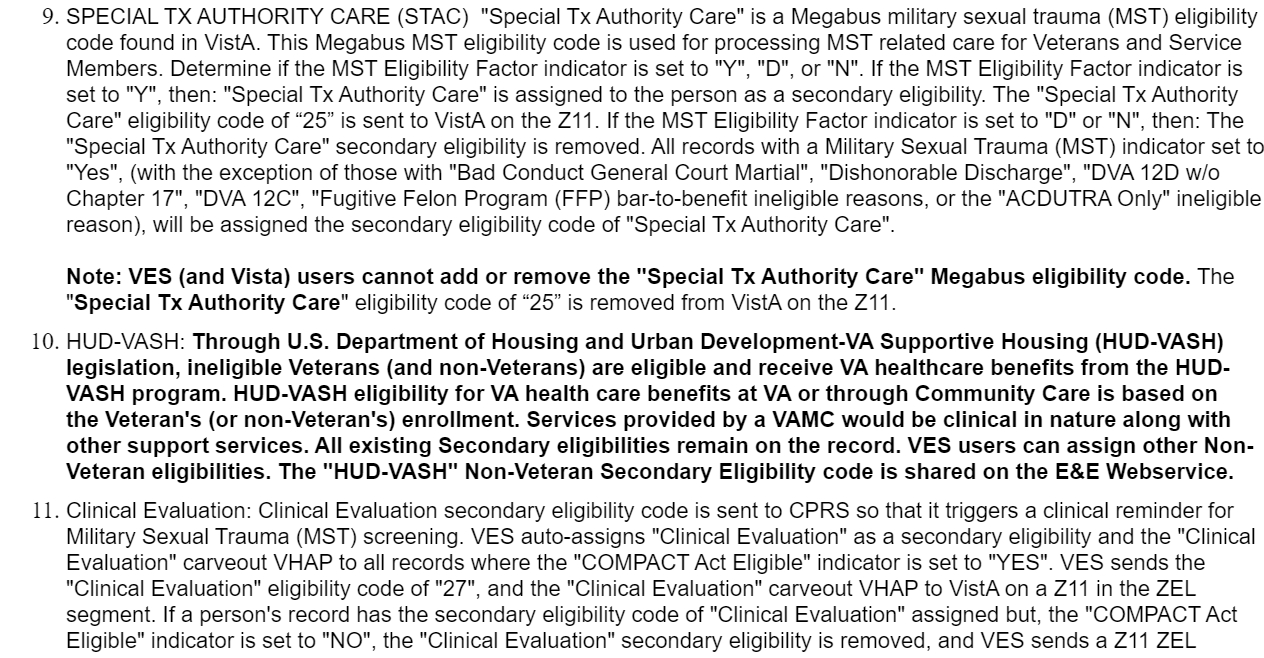 9. SPECIAL TX AUTHORITY CARE (STAC)  "Special Tx Authority Care" is a Megabus military sexual trauma (MST) eligibility
code found in VistA. This Megabus MST eligibility code is used for processing MST related care for Veterans and Service
Members. Determine if the MST Eligibility Factor indicator is set to "Y", "D", or "N". If the MST Eligibility Factor indicator is
set to "Y", then: "Special Tx Authority Care" is assigned to the person as a secondary eligibility. The "Special Tx Authority
Care" eligibility code of “25” is sent to VistA on the Z11. If the MST Eligibility Factor indicator is set to "D" or "N", then: The
"Special Tx Authority Care" secondary eligibility is removed. All records with a Military Sexual Trauma (MST) indicator set to
"Yes", (with the exception of those with "Bad Conduct General Court Martial", "Dishonorable Discharge", "DVA 12D w/o
Chapter 17", "DVA 12C", "Fugitive Felon Program (FFP) bar-to-benefit ineligible reasons, or the "ACDUTRA Only" ineligible
reason), will be assigned the secondary eligibility code of "Special Tx Authority Care".
Note: VES (and Vista) users cannot add or remove the "Special Tx Authority Care" Megabus eligibility code. The
"Special Tx Authority Care" eligibility code of “25” is removed from VistA on the Z11.
10. HUD-VASH: Through U.S. Department of Housing and Urban Development-VA Supportive Housing (HUD-VASH)
legislation, ineligible Veterans (and non-Veterans) are eligible and receive VA healthcare benefits from the HUD-
VASH program. HUD-VASH eligibility for VA health care benefits at VA or through Community Care is based on
the Veteran's (or non-Veteran's) enrollment. Services provided by a VAMC would be clinical in nature along with
other support services. All existing Secondary eligibilities remain on the record. VES users can assign other Non-
Veteran eligibilities. The "HUD-VASH" Non-Veteran Secondary Eligibility code is shared on the E&E Webservice.
11. Clinical Evaluation: Clinical Evaluation secondary eligibility code is sent to CPRS so that it triggers a clinical reminder for
Military Sexual Trauma (MST) screening. VES auto-assigns "Clinical Evaluation" as a secondary eligibility and the "Clinical
Evaluation" carveout VHAP to all records where the "COMPACT Act Eligible" indicator is set to "YES". VES sends the
"Clinical Evaluation" eligibility code of "27", and the "Clinical Evaluation" carveout VHAP to VistA on a Z11 in the ZEL
segment. If a person's record has the secondary eligibility code of "Clinical Evaluation" assigned but, the "COMPACT Act
Eligible" indicator is set to "NO", the "Clinical Evaluation" secondary eligibility is removed, and VES sends a Z11 ZEL